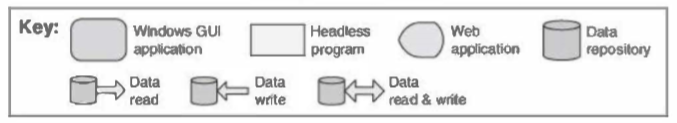 Key:
Windows GUI
application
Headless
program
Web
application
Data
repository
Data
read
Data
write
Data
read & write